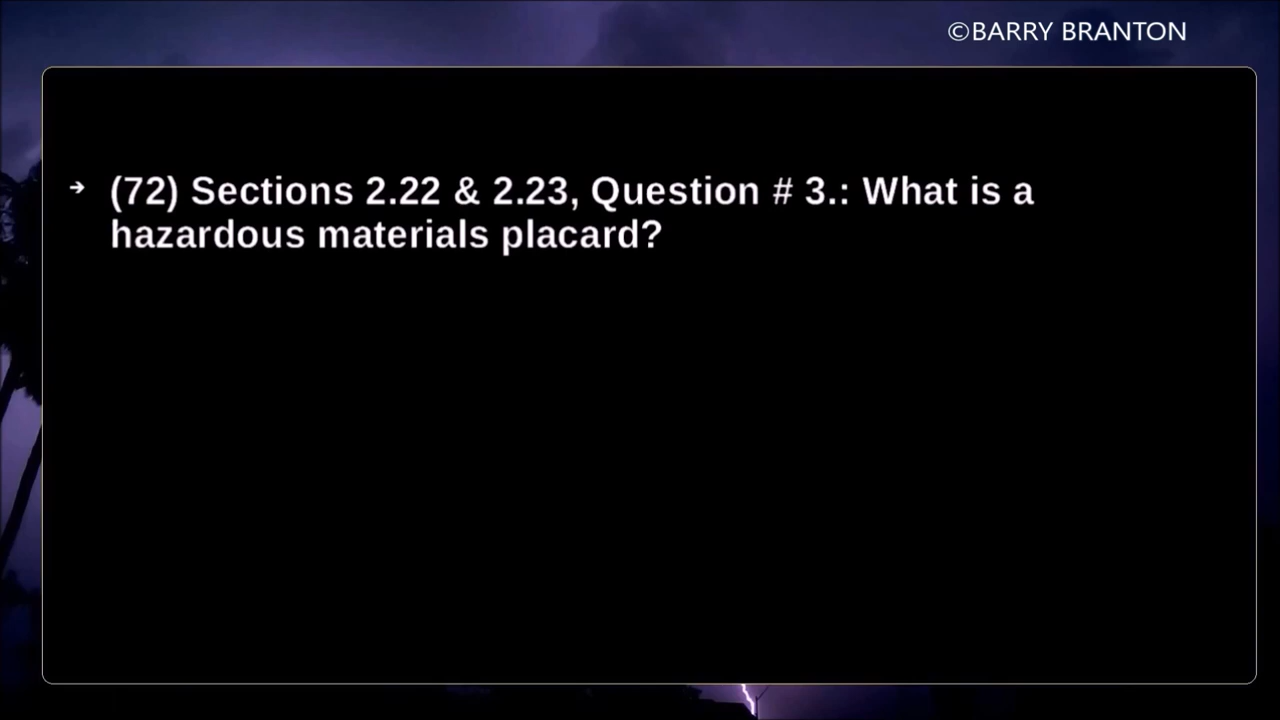 ©BARRY BRANTON
➔ (72) Sections 2.22 & 2.23, Question # 3.: What is a
hazardous materials placard?